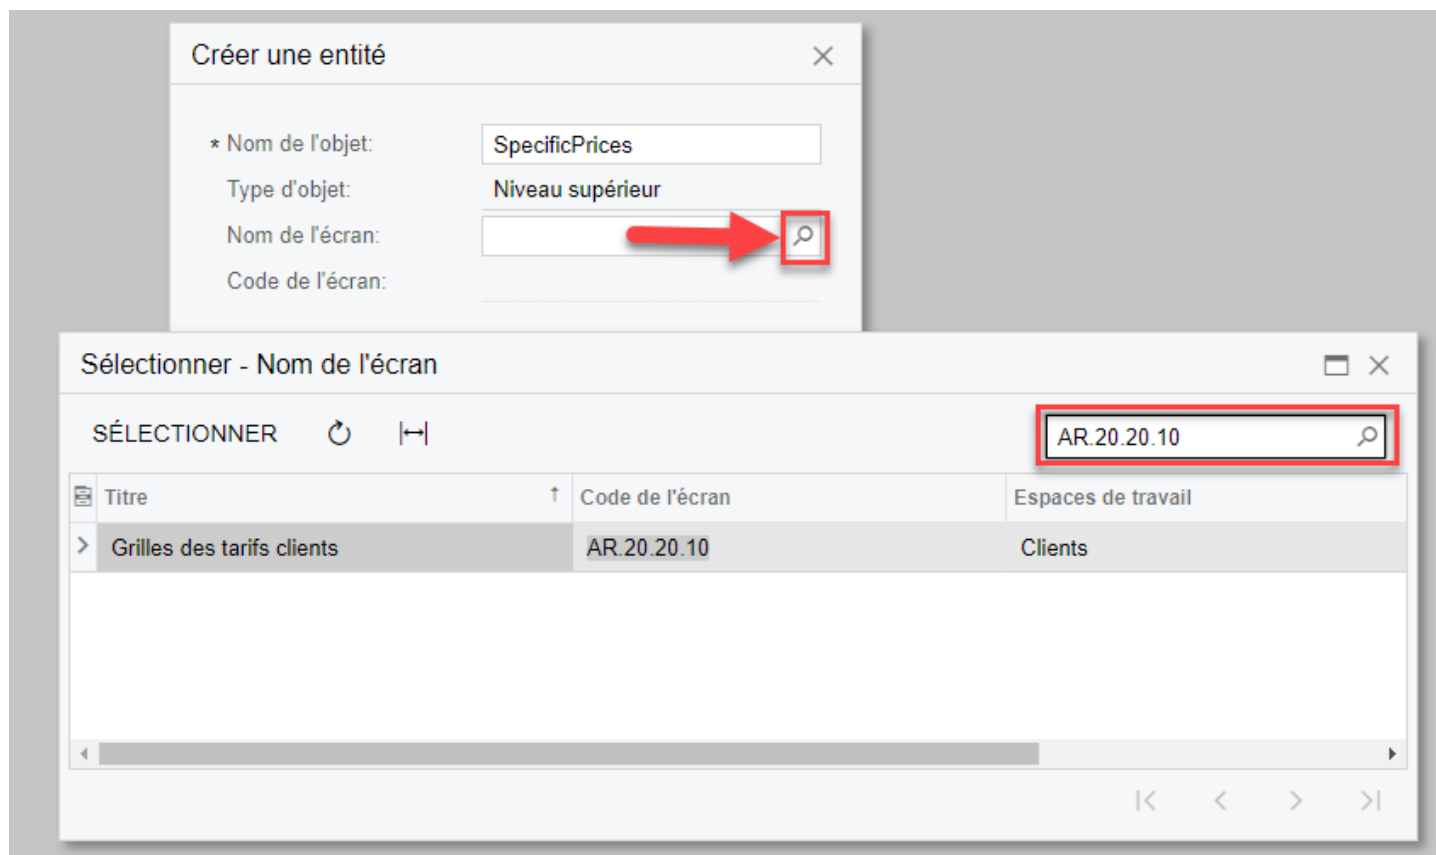 Créer une entité
* Nom de l'objet: SpecificPrices
Type d'objet: Niveau supérieur
Nom de l'écran:
Code de l'écran:
Sélectionner - Nom de l'écran
SÉLECTIONNER AR.20.20.10
Titre Code de l'écran Espaces de travail
Grilles des tarifs clients AR.20.20.10 Clients